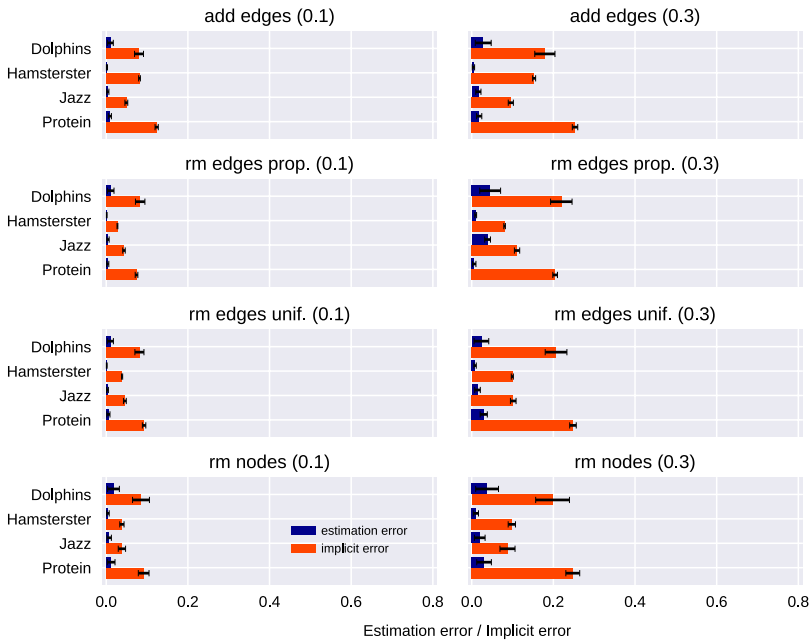 add edges (0.1)
add edges (0.3)
Dolphins
Hamsterster
Jazz
Protein
rm edges prop. (0.1)
rm edges prop. (0.3)
Dolphins
Hamsterster
Jazz
Protein
rm edges unif. (0.1)
rm edges unif. (0.3)
Dolphins
Hamsterster
Jazz
Protein
rm nodes (0.1)
rm nodes (0.3)
Dolphins
Hamsterster
Jazz
Protein
estimation error
implicit error
0.0 0.2 0.4 0.6 0.8
0.0 0.2 0.4 0.6 0.8
Estimation error / Implicit error